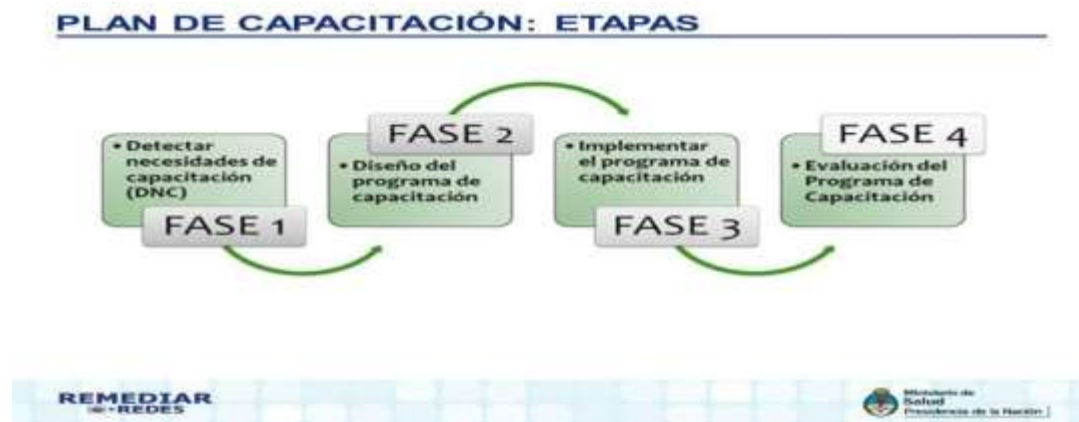 PLAN DE CAPACITACIÓN: ETAPAS
• Detectar
necesidades de
capacitación
(DNC)
FASE 1
FASE 2
• Diseño del
programa de
capacitación
• Implementar
el programa de
capacitación
FASE 3
FASE 4
• Evaluación del
Programa de
Capacitación
REMEDIAR
+REDES
Ministerio de
Salud
Presidencia de la Nación